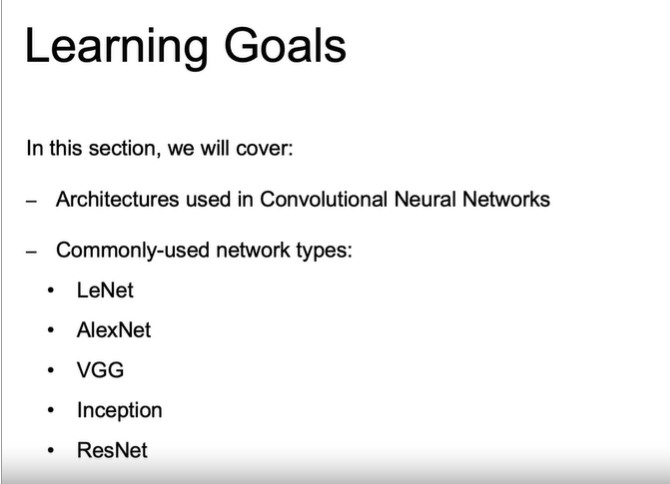 Learning Goals
In this section, we will cover:
– Architectures used in Convolutional Neural Networks
– Commonly-used network types:
• LeNet
• AlexNet
• VGG
• Inception
• ResNet